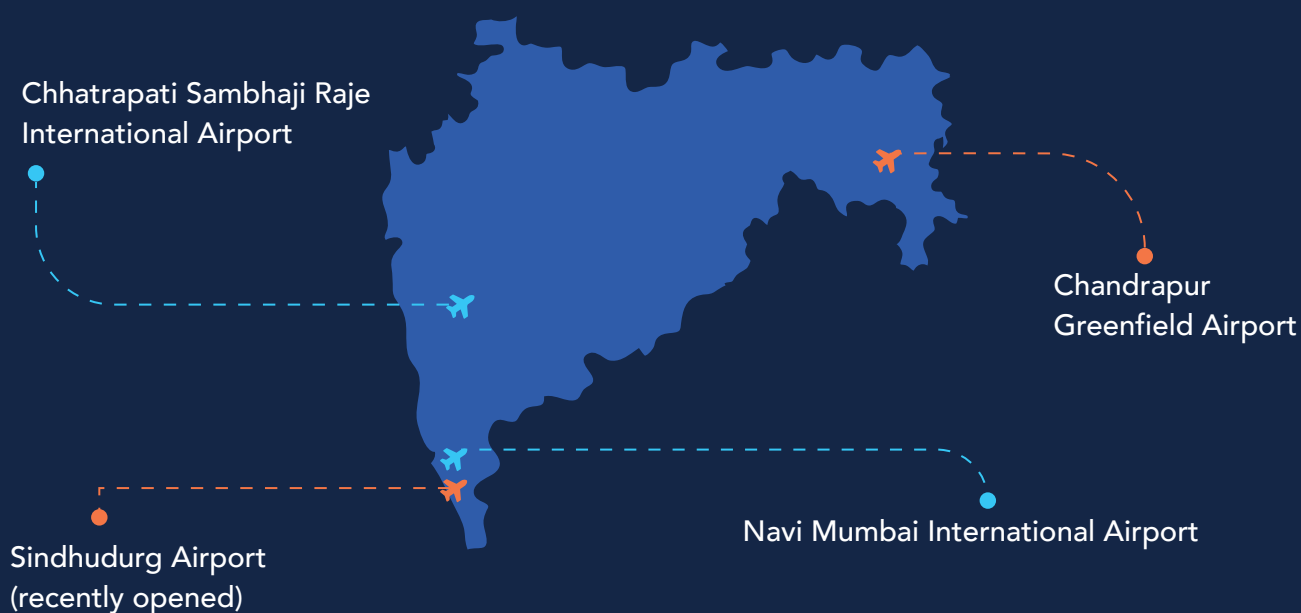 Chhatrapati Sambhaji Raje
International Airport
Chandrapur
Greenfield Airport
Navi Mumbai International Airport
Sindhudurg Airport
(recently opened)